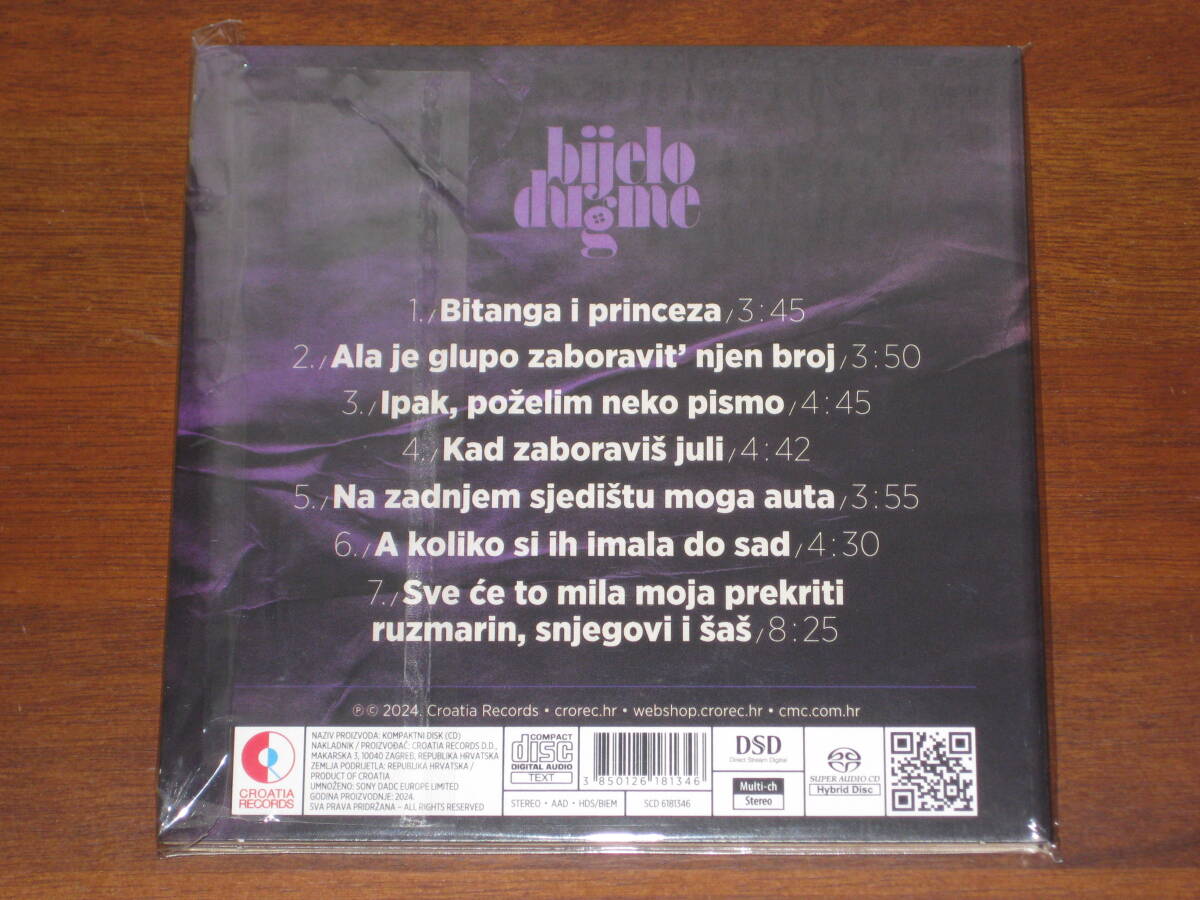 bijelo
dugme
1./Bitanga i princeza/3:45
2./Ala je glupo zaboravit’ njen broj/3:50
3./Ipak, poželim neko pismo/4:45
4./Kad zaboraviš juli/4:42
5./Na zadnjem sjedištu moga auta/3:55
6./A koliko si ih imala do sad/4:30
7./Sve će to mila moja prekriti
ruzmarin, snjegovi i šaš/8:25
℗© 2024. Croatia Records • crorec.hr • webshop.crorec.hr • cmc.com.hr
CROATIA
RECORDS
NAZIV PROIZVODA: KOMPAKTNI DISK (CD)
NAKLADNIK / PROIZVOĐAČ: CROATIA RECORDS D.D.,
MAKARSKA 3, 10040 ZAGREB, REPUBLIKA HRVATSKA
ZEMLJA PODRIJETLA: REPUBLIKA HRVATSKA /
PRODUCT OF CROATIA
UMNOŽENO: SONY DADC EUROPE LIMITED
GODINA PROIZVODNJE: 2024.
SVA PRAVA PRIDRŽANA – ALL RIGHTS RESERVED
COMPACT
disc
DIGITAL AUDIO
TEXT
STEREO • AAD • HDS/BIEM
3 850126 181346
SCD 6181346
DSD
Direct Stream Digital
Multi-ch
Stereo
SUPER AUDIO CD
Hybrid Disc